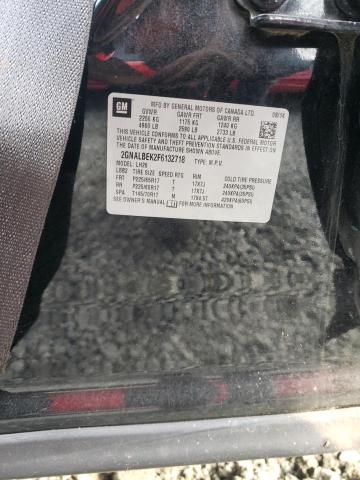 GM
MFD BY GENERAL MOTORS OF CANADA LTD.
08/14
GVWR GAWR FRT GAWR RR
2250 KG 1175 KG 1240 KG
4960 LB 2590 LB 2733 LB
THIS VEHICLE CONFORMS TO ALL APPLICABLE U.S. FEDERAL MOTOR
VEHICLE SAFETY AND THEFT PREVENTION STANDARDS IN EFFECT ON
THE DATE OF MANUFACTURE SHOWN ABOVE.
2GNALBEK2F6132718 TYPE: M.P.V.
MODEL: LH26
L8B2 TIRE SIZE SPEED RTG RIM COLD TIRE PRESSURE
FRT P225/65R17 T 17X7J 240KPA(35PSI)
RR P225/65R17 T 17X7J 240KPA(35PSI)
SPA T145/70R17 M 17X4 ST 420KPA(60PSI)
SEE OWNER'S MANUAL FOR MORE INFORMATION